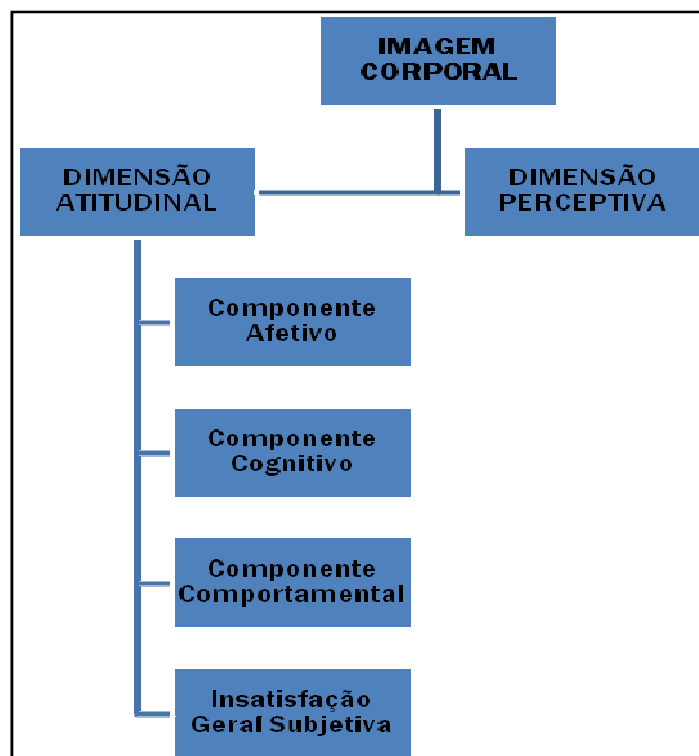 IMAGEM
CORPORAL
DIMENSÃO
ATITUDINAL
DIMENSÃO
PERCEPTIVA
Componente
Afetivo
Componente
Cognitivo
Componente
Comportamental
Insatisfação
Geral Subjetiva